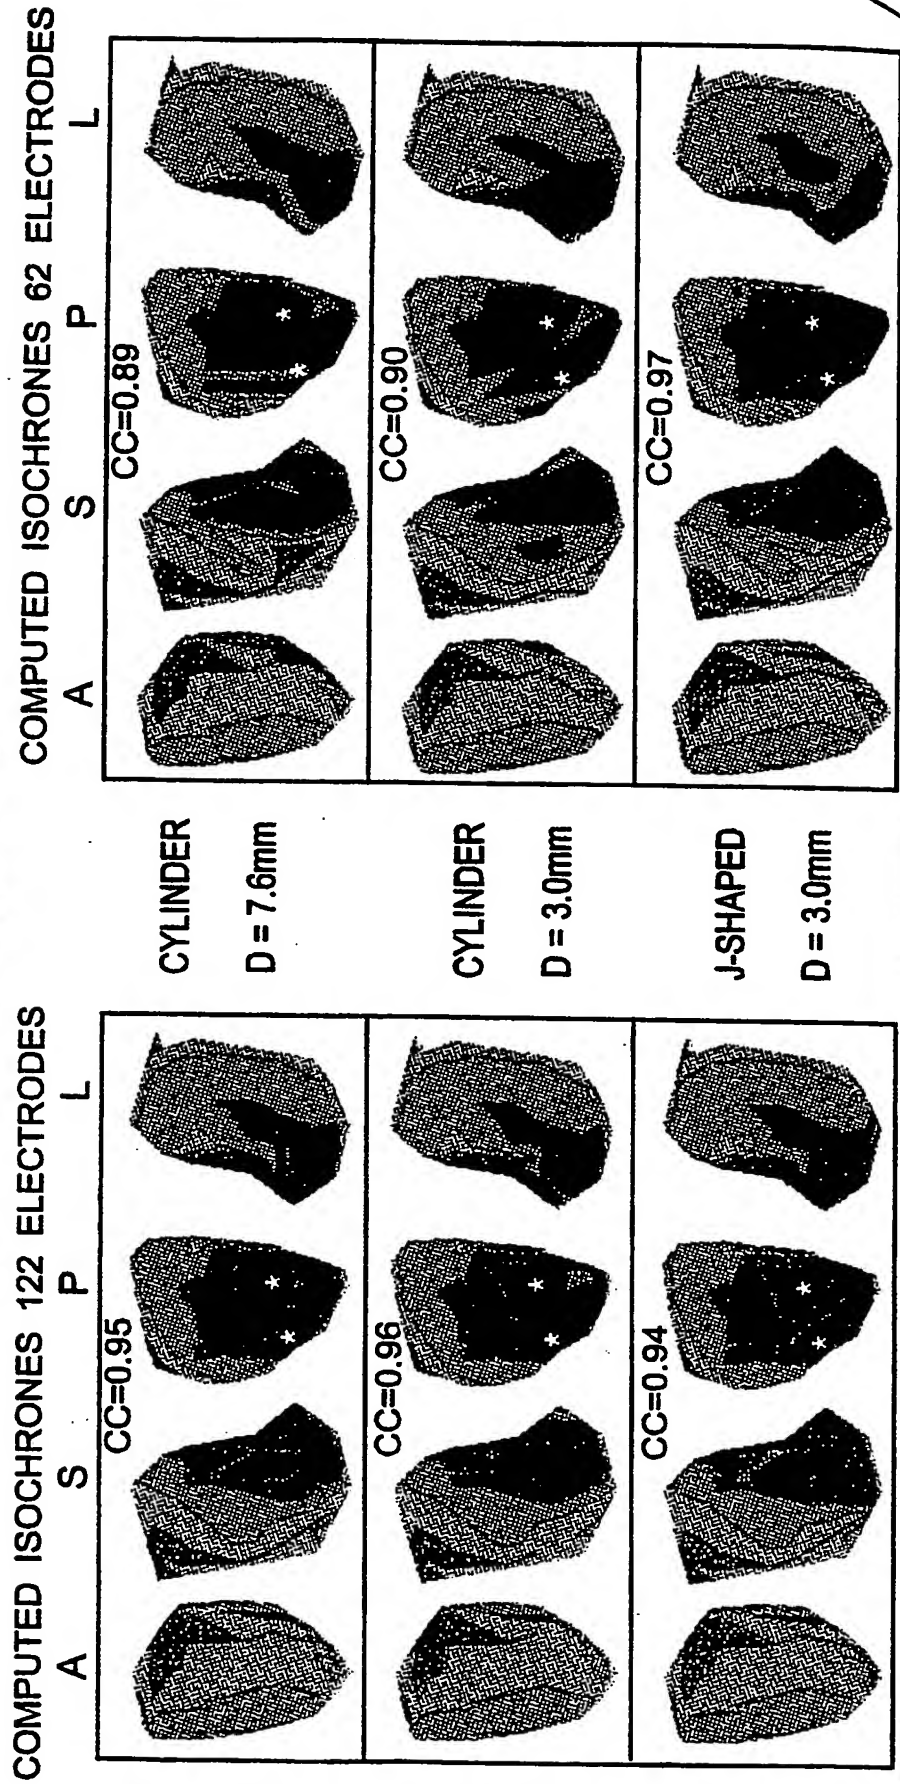 COMPUTED ISOCHRONES 122 ELECTRODES
A S P L
CC=0.95
CC=0.96
CC=0.94
CYLINDER
D = 7.6mm
CYLINDER
D = 3.0mm
J-SHAPED
D = 3.0mm
COMPUTED ISOCHRONES 62 ELECTRODES
A S P L
CC=0.89
CC=0.90
CC=0.97